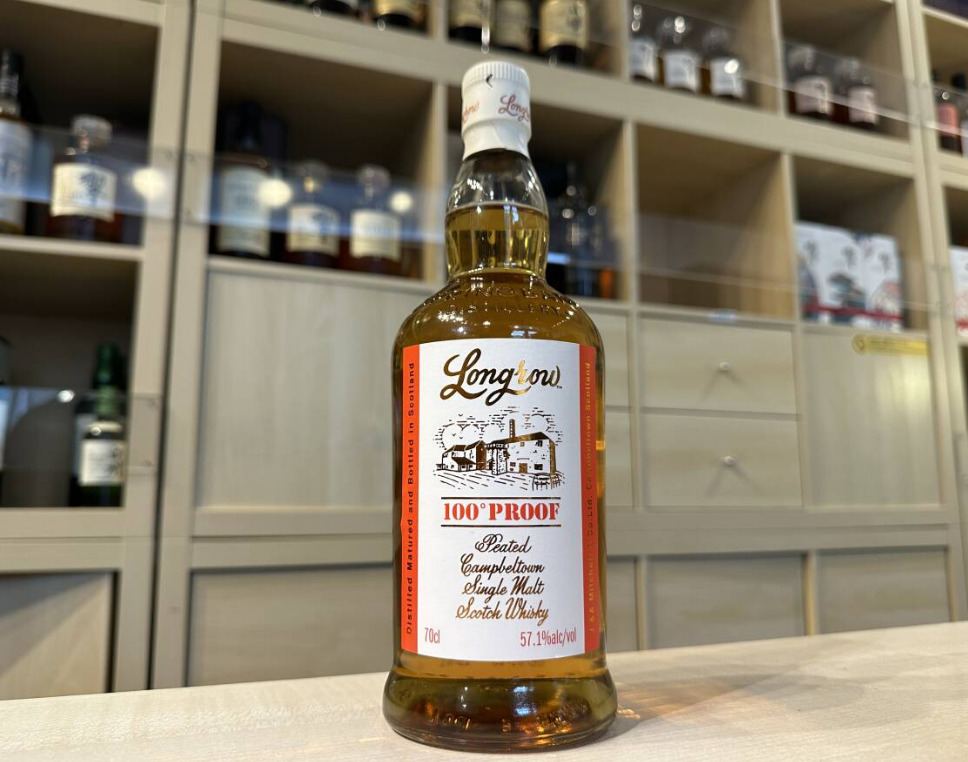 Longrow
Longrow
100° PROOF
Peated
Campbeltown
Single Malt
Scotch Whisky
70cl
57.1%alc/vol
Distilled Matured and Bottled in Scotland
DISTILLERY